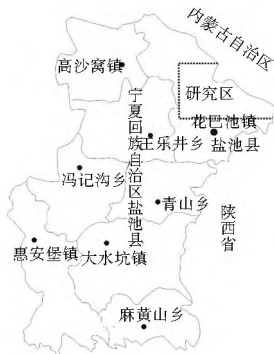 内蒙古自治区
高沙窝镇
研究区
花马池镇
盐池县
王乐井乡
宁夏回族自治区盐池县
冯记沟乡
青山乡
陕西省
惠安堡镇
大水坑镇
麻黄山乡